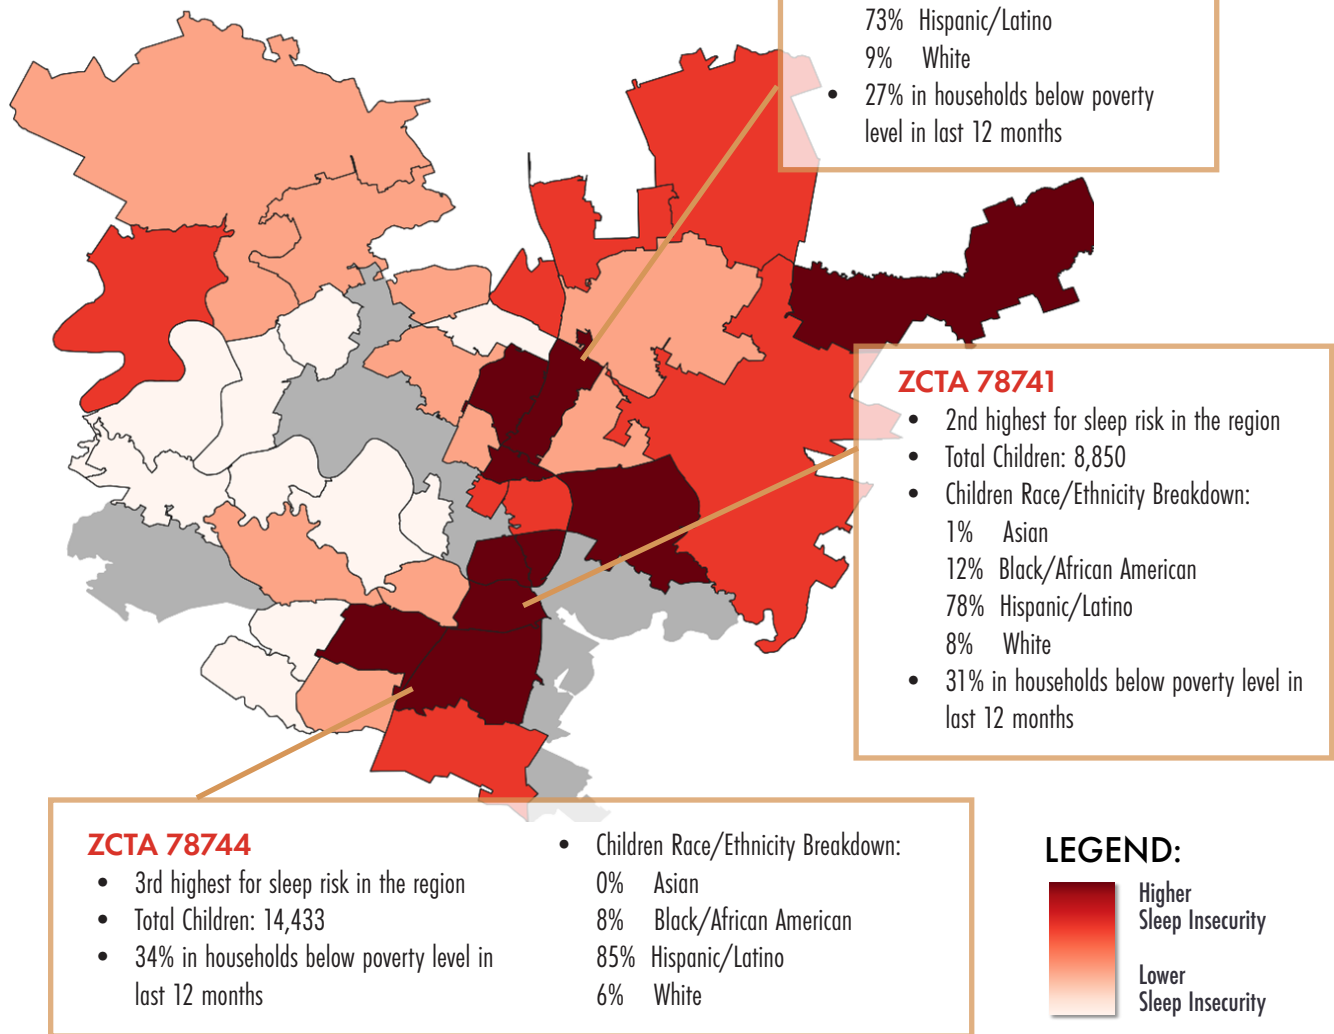 73% Hispanic/Latino
9% White
• 27% in households below poverty
level in last 12 months
ZCTA 78741
• 2nd highest for sleep risk in the region
• Total Children: 8,850
• Children Race/Ethnicity Breakdown:
1% Asian
12% Black/African American
78% Hispanic/Latino
8% White
• 31% in households below poverty level in
last 12 months
ZCTA 78744
• 3rd highest for sleep risk in the region
• Total Children: 14,433
• 34% in households below poverty level in
last 12 months
• Children Race/Ethnicity Breakdown:
0% Asian
8% Black/African American
85% Hispanic/Latino
6% White
LEGEND:
Higher
Sleep Insecurity
Lower
Sleep Insecurity